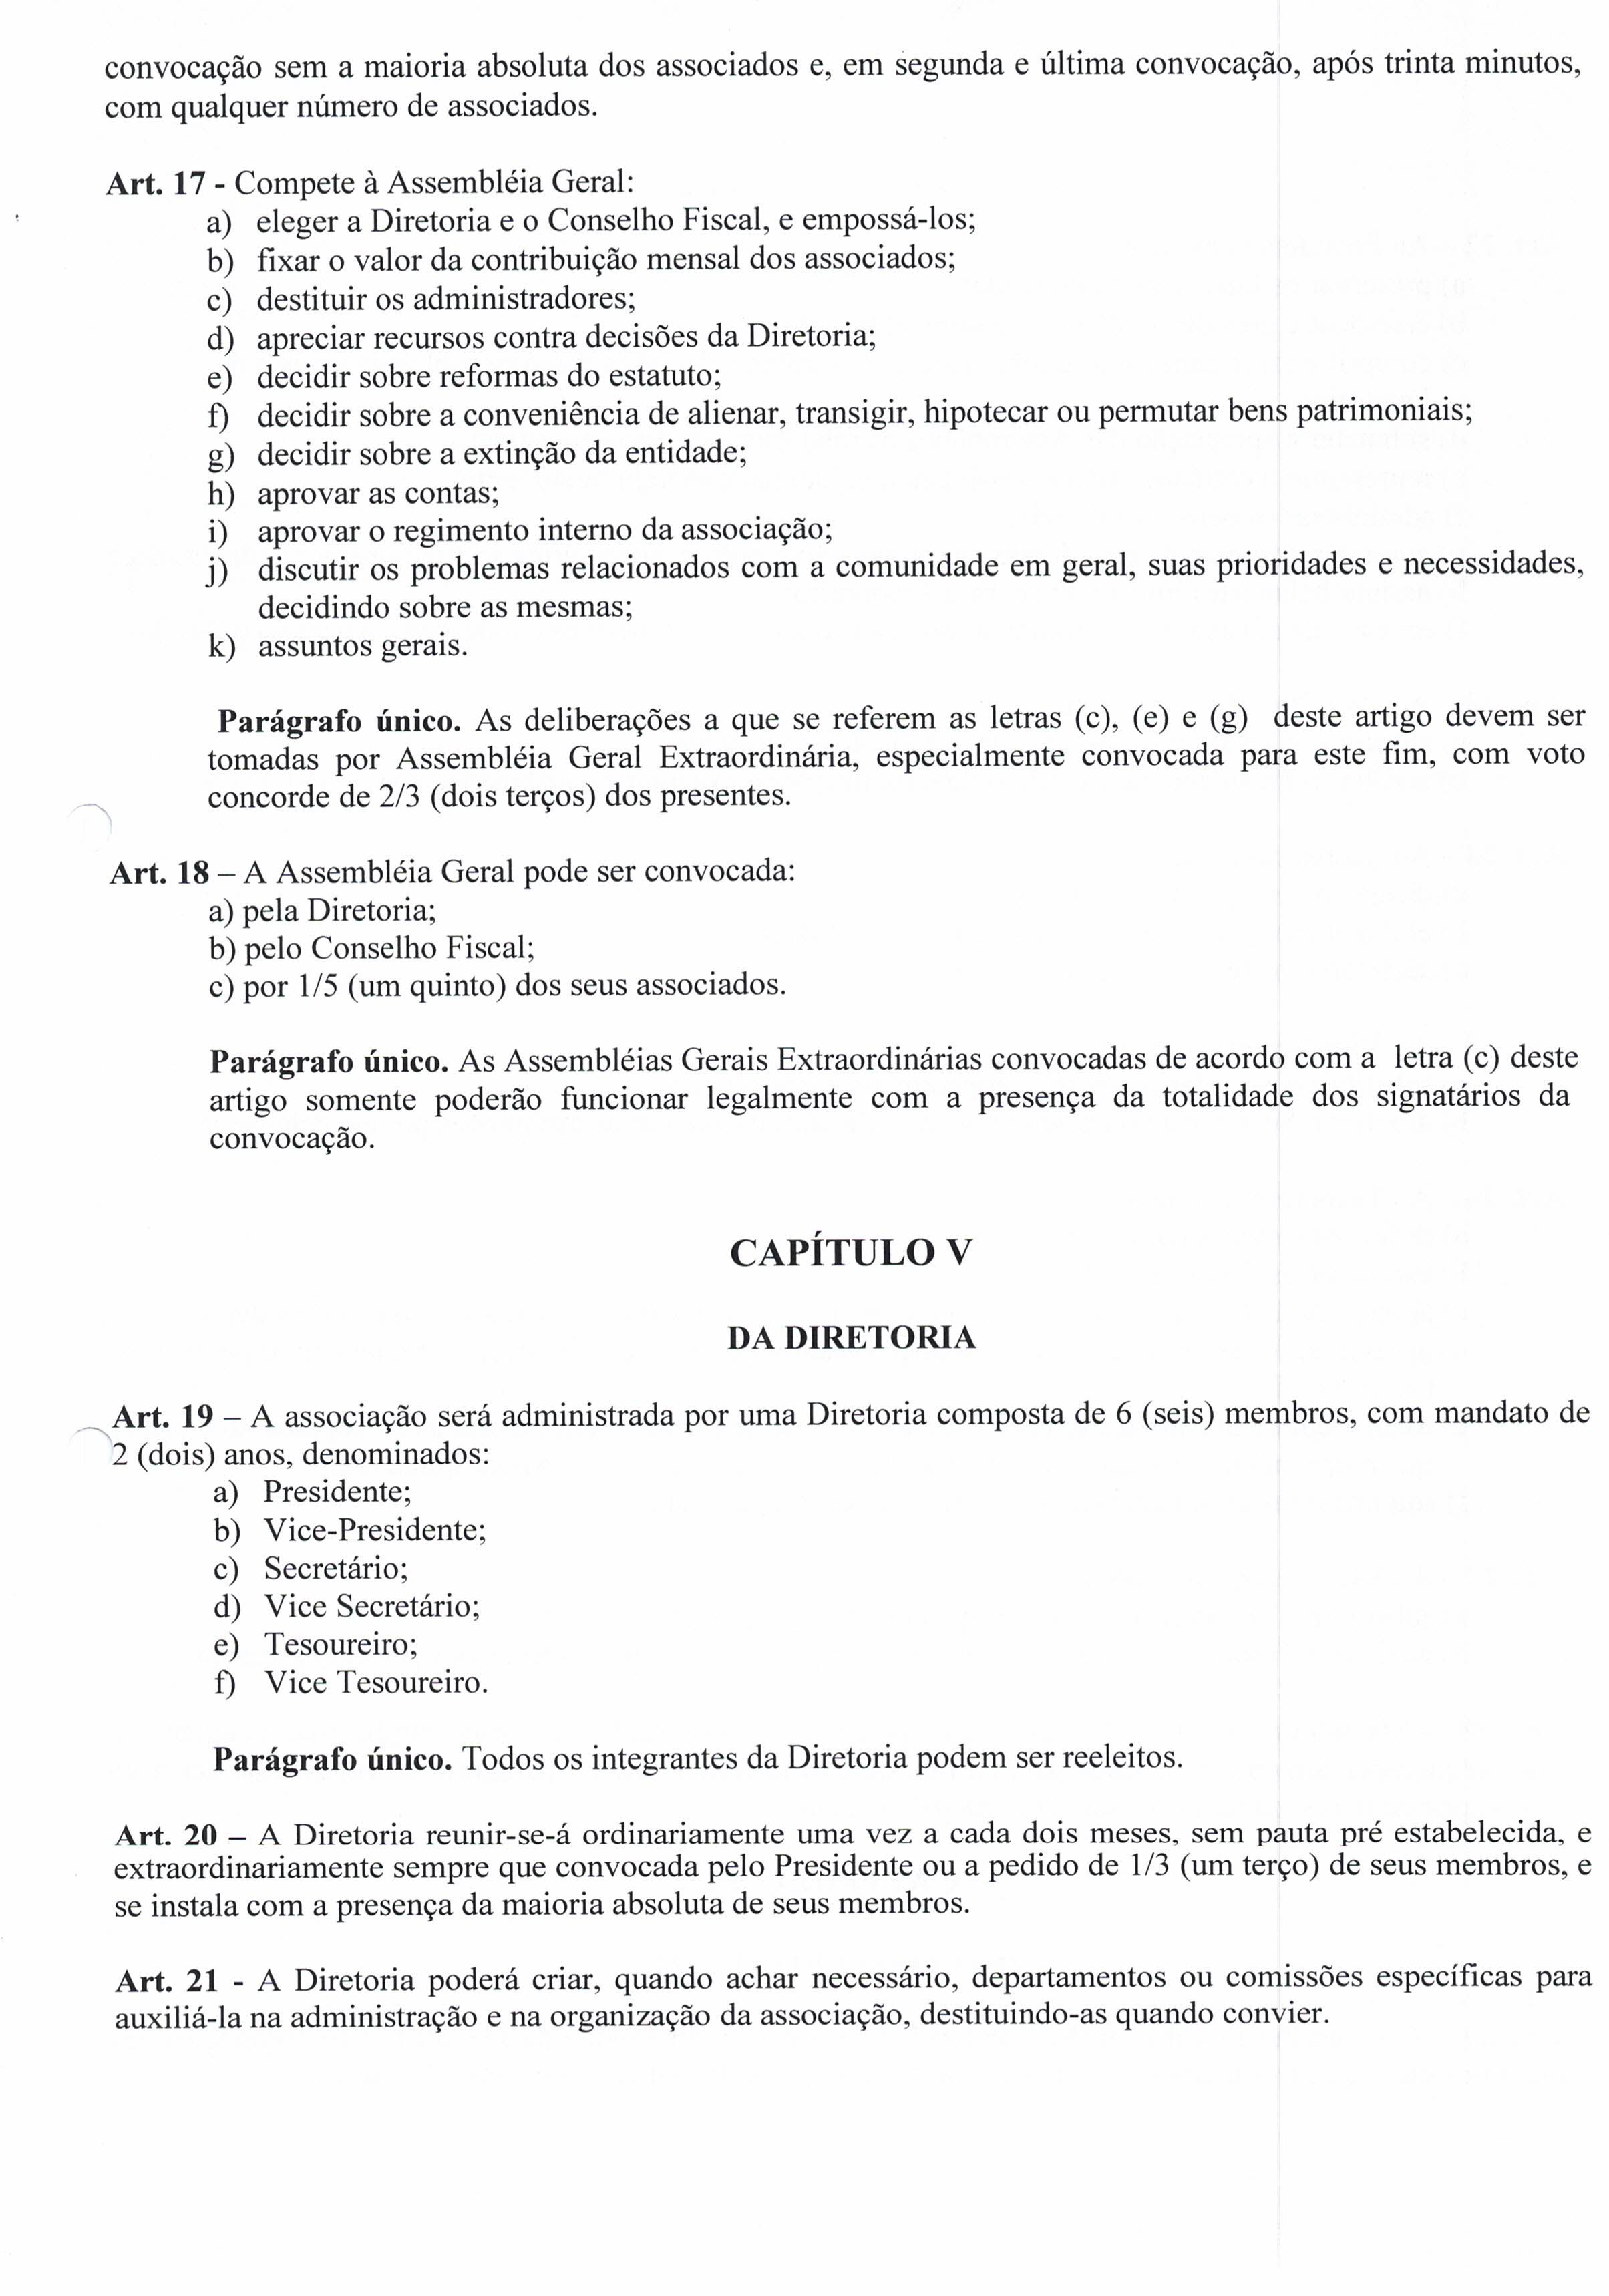 convocação sem a maioria absoluta dos associados e, em segunda e última convocação, após trinta minutos,
com qualquer número de associados.
Art. 17 - Compete à Assembléia Geral:
a) eleger a Diretoria e o Conselho Fiscal, e empossá-los;
b) fixar o valor da contribuição mensal dos associados;
c) destituir os administradores;
d) apreciar recursos contra decisões da Diretoria;
e) decidir sobre reformas do estatuto;
f) decidir sobre a conveniência de alienar, transigir, hipotecar ou permutar bens patrimoniais;
g) decidir sobre a extinção da entidade;
h) aprovar as contas;
i) aprovar o regimento interno da associação;
j) discutir os problemas relacionados com a comunidade em geral, suas prioridades e necessidades,
decidindo sobre as mesmas;
k) assuntos gerais.
Parágrafo único. As deliberações a que se referem as letras (c), (e) e (g) deste artigo devem ser
tomadas por Assembléia Geral Extraordinária, especialmente convocada para este fim, com voto
concorde de 2/3 (dois terços) dos presentes.
Art. 18 – A Assembléia Geral pode ser convocada:
a) pela Diretoria;
b) pelo Conselho Fiscal;
c) por 1/5 (um quinto) dos seus associados.
Parágrafo único. As Assembléias Gerais Extraordinárias convocadas de acordo com a letra (c) deste
artigo somente poderão funcionar legalmente com a presença da totalidade dos signatários da
convocação.
CAPÍTULO V
DA DIRETORIA
Art. 19 – A associação será administrada por uma Diretoria composta de 6 (seis) membros, com mandato de
2 (dois) anos, denominados:
a) Presidente;
b) Vice-Presidente;
c) Secretário;
d) Vice Secretário;
e) Tesoureiro;
f) Vice Tesoureiro.
Parágrafo único. Todos os integrantes da Diretoria podem ser reeleitos.
Art. 20 – A Diretoria reunir-se-á ordinariamente uma vez a cada dois meses, sem pauta pré estabelecida, e
extraordinariamente sempre que convocada pelo Presidente ou a pedido de 1/3 (um terço) de seus membros, e
se instala com a presença da maioria absoluta de seus membros.
Art. 21 - A Diretoria poderá criar, quando achar necessário, departamentos ou comissões específicas para
auxiliá-la na administração e na organização da associação, destituindo-as quando convier.